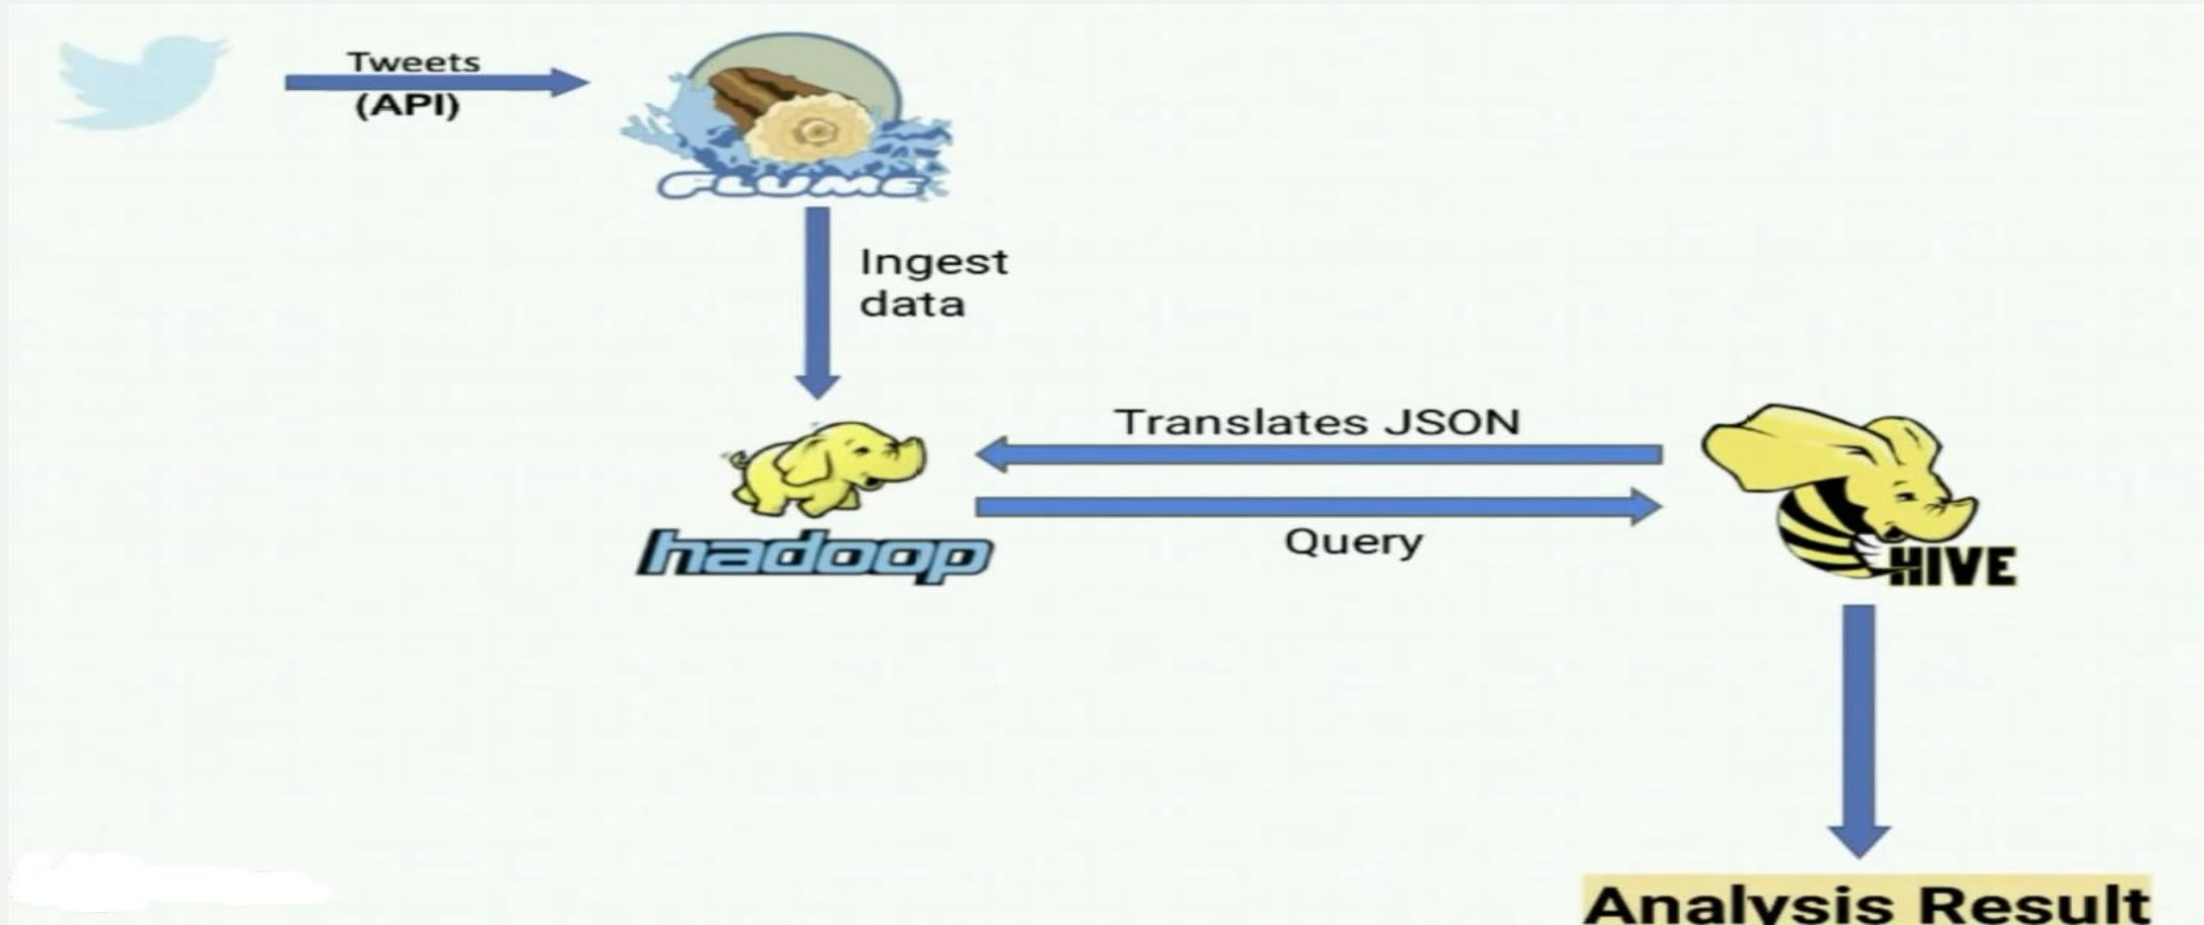 Tweets
(API)
FLUME
Ingest
data
Translates JSON
hadoop
Query
HIVE
Analysis Result